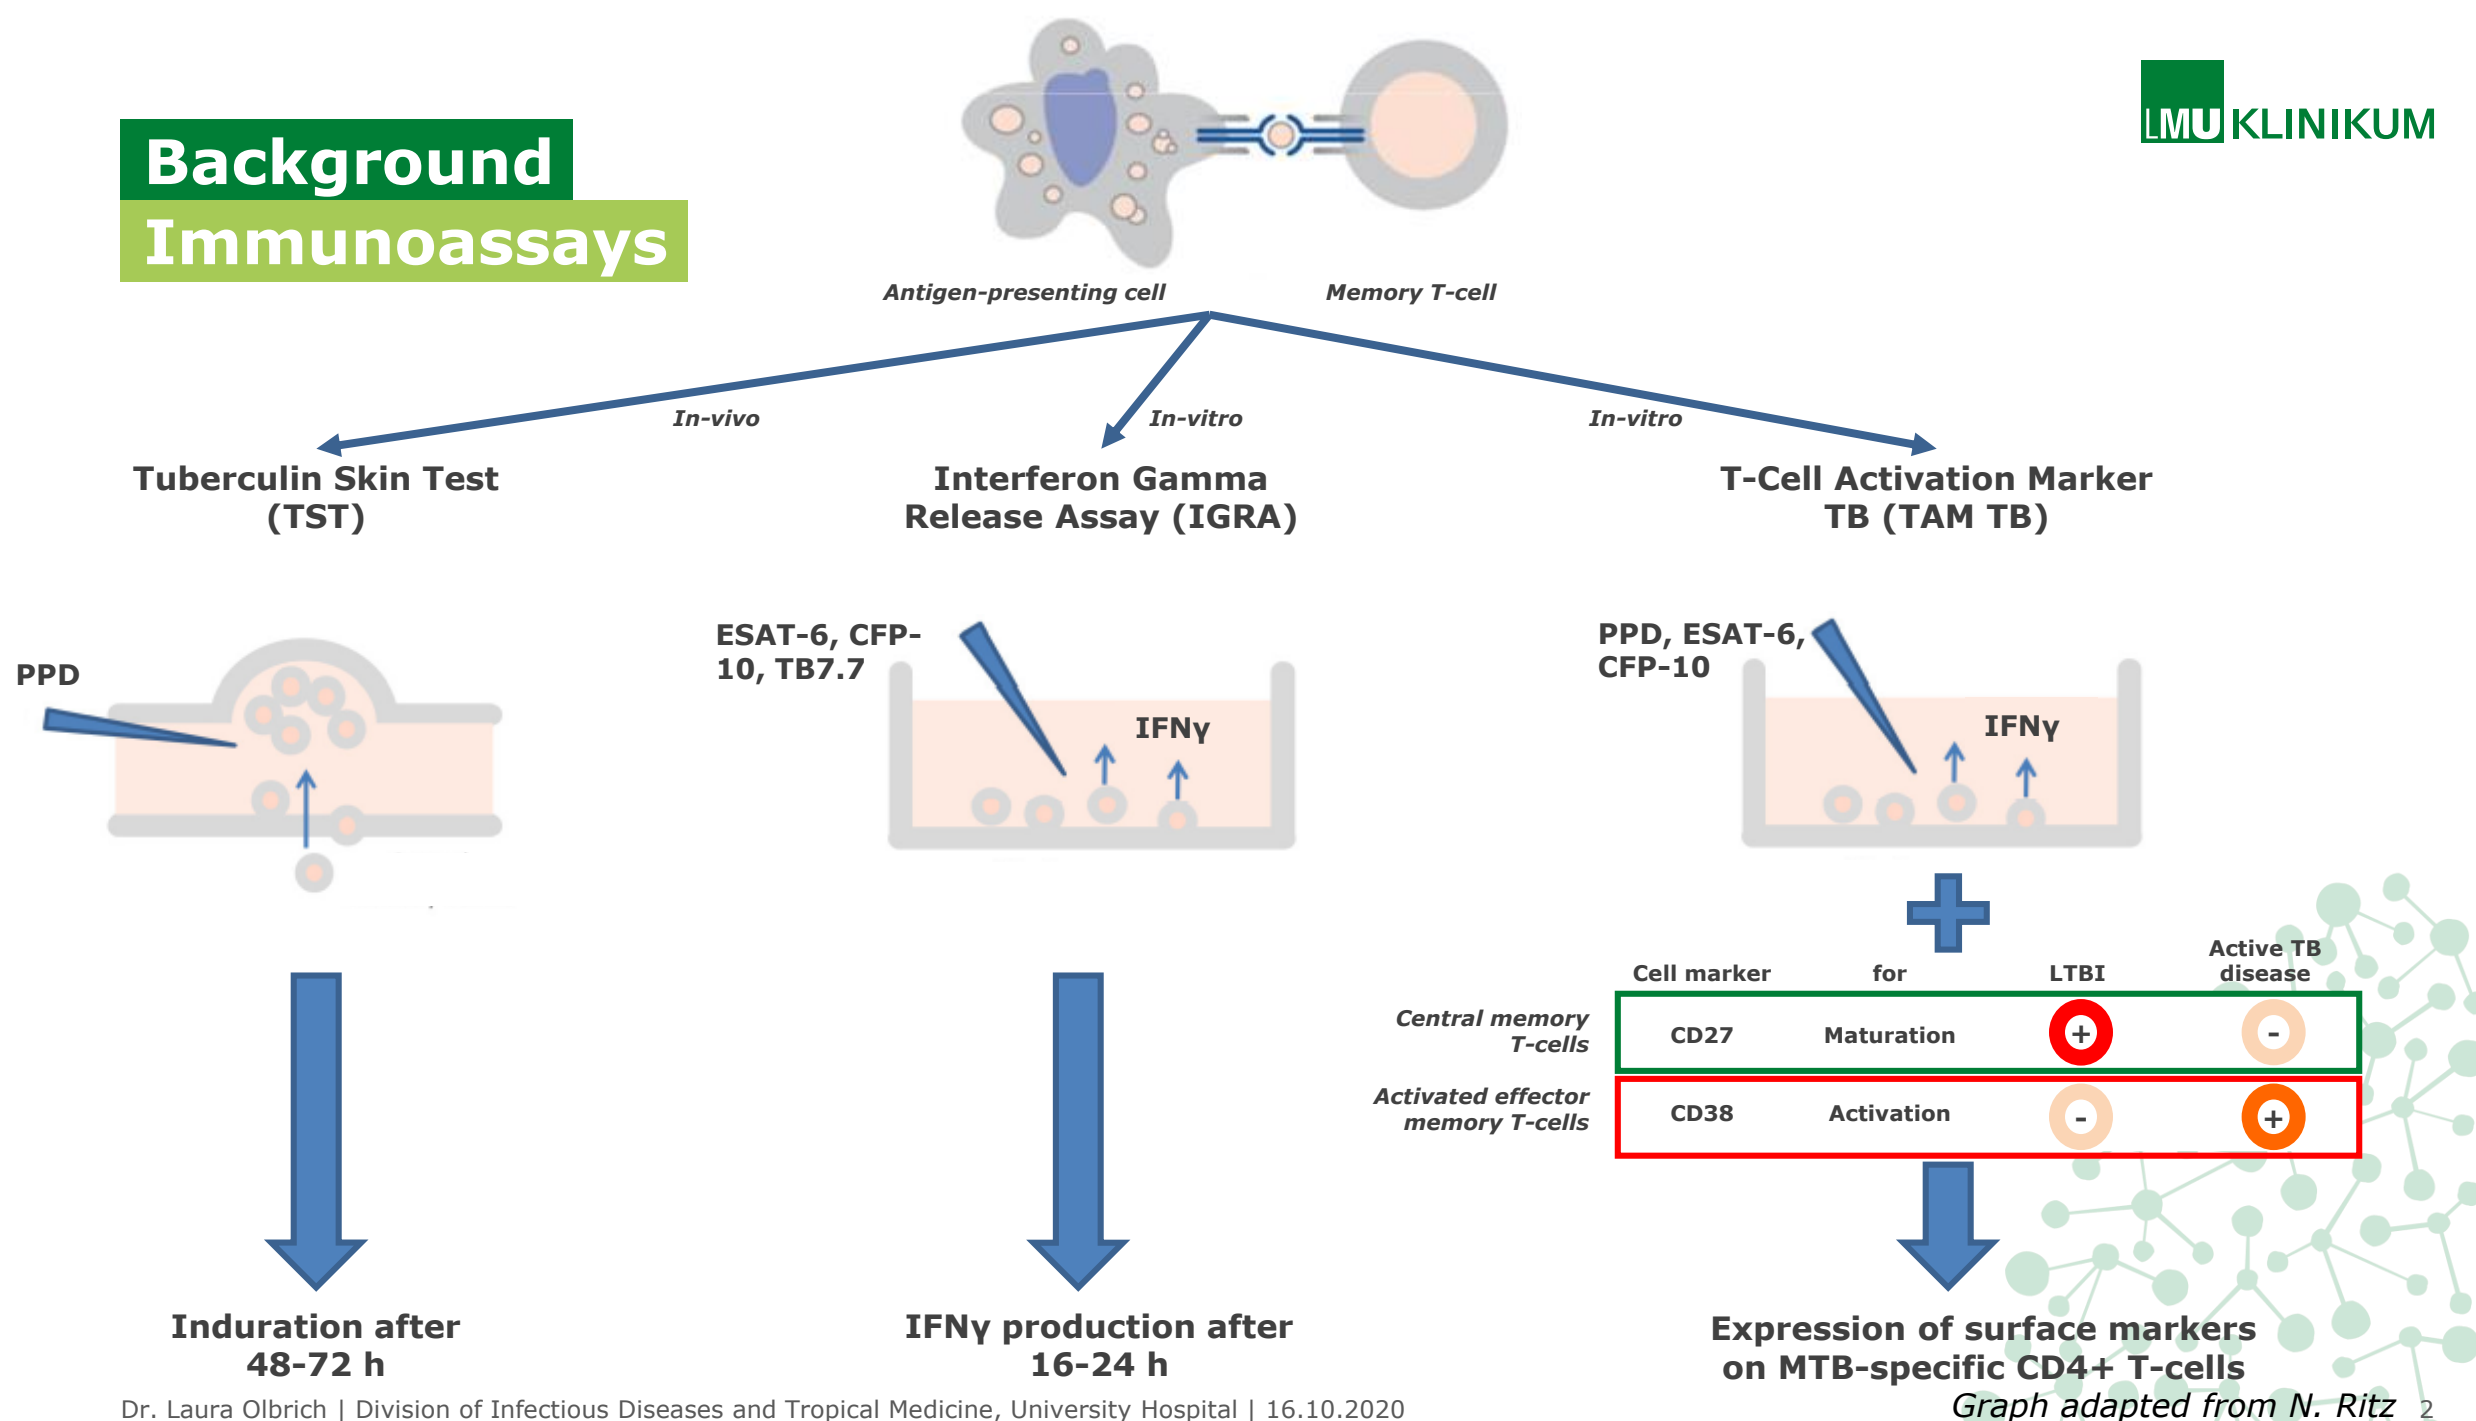 Background
Immunoassays
LMU KLINIKUM
Antigen-presenting cell
Memory T-cell
In-vivo
In-vitro
In-vitro
Tuberculin Skin Test
(TST)
Interferon Gamma
Release Assay (IGRA)
T-Cell Activation Marker
TB (TAM TB)
PPD
ESAT-6, CFP-
10, TB7.7
IFNγ
PPD, ESAT-6,
CFP-10
IFNγ
Cell marker for LTBI Active TB
disease
Central memory
T-cells
CD27 Maturation + -
Activated effector
memory T-cells
CD38 Activation - +
Induration after
48-72 h
IFNγ production after
16-24 h
Expression of surface markers
on MTB-specific CD4+ T-cells
Dr. Laura Olbrich | Division of Infectious Diseases and Tropical Medicine, University Hospital | 16.10.2020
Graph adapted from N. Ritz
2